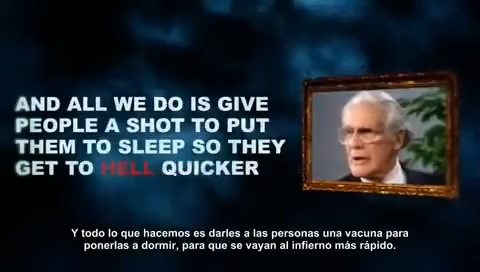 AND ALL WE DO IS GIVE
PEOPLE A SHOT TO PUT
THEM TO SLEEP SO THEY
GET TO HELL QUICKER
Y todo lo que hacemos es darles a las personas una vacuna para
ponerlas a dormir, para que se vayan al infierno más rápido.